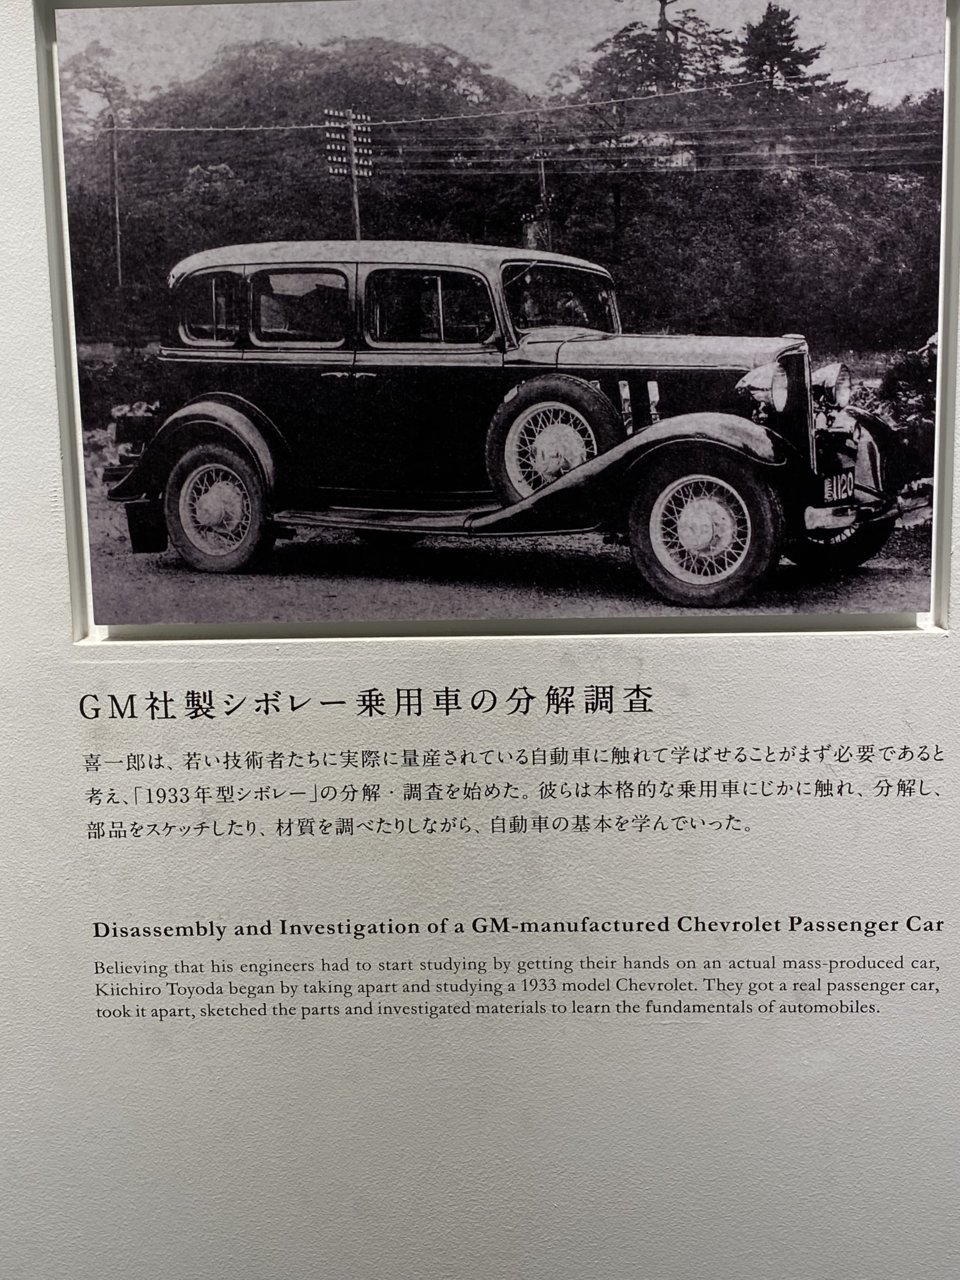 1120
GM社製シボレー乗用車の分解調査
喜一郎は、若い技術者たちに実際に量産されている自動車に触れて学ばせることがまず必要であると
考え、「1933年型シボレー」の分解・調査を始めた。彼らは本格的な乗用車にじかに触れ、分解し、
部品をスケッチしたり、材質を調べたりしながら、自動車の基本を学んでいった。
Disassembly and Investigation of a GM-manufactured Chevrolet Passenger Car
Believing that his engineers had to start studying by getting their hands on an actual mass-produced car,
Kiichiro Toyoda began by taking apart and studying a 1933 model Chevrolet. They got a real passenger car,
took it apart, sketched the parts and investigated materials to learn the fundamentals of automobiles.